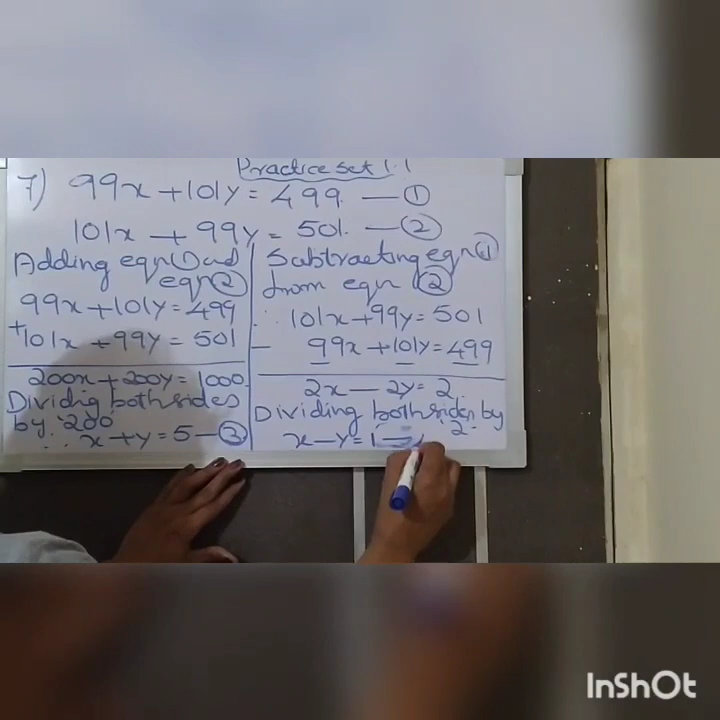 Practice set 1.1
7) 99x + 101y = 499. — ①
101x + 99y = 501. — ②
Adding eqn ① and
eqn ②
99x + 101y = 499
+ 101x + 99y = 501
200x + 200y = 1000.
Dividig both sides
by 200
∴ x + y = 5 — ③
Subtracting eqn ①
from eqn ②
∴ 101x + 99y = 501
– 99x + 101y = 499
2x – 2y = 2.
Dividing both sides by
2.
x – y = 1 —
InShOt